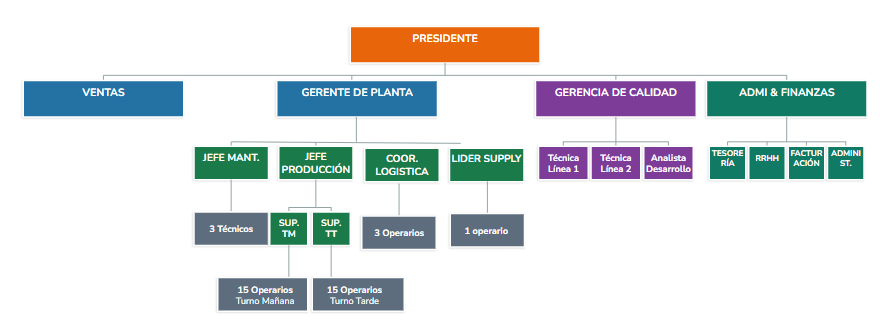 PRESIDENTE
VENTAS
GERENTE DE PLANTA
GERENCIA DE CALIDAD
ADMI & FINANZAS
JEFE MANT.
JEFE
PRODUCCIÓN
COOR.
LOGISTICA
LIDER SUPPLY
Técnica
Línea 1
Técnica
Línea 2
Analista
Desarrollo
TESORE
RÍA
RRHH
FACTUR
ACIÓN
ADMINI
ST.
3 Técnicos
SUP.
TM
SUP.
TT
3 Operarios
1 operario
15 Operarios
Turno Mañana
15 Operarios
Turno Tarde